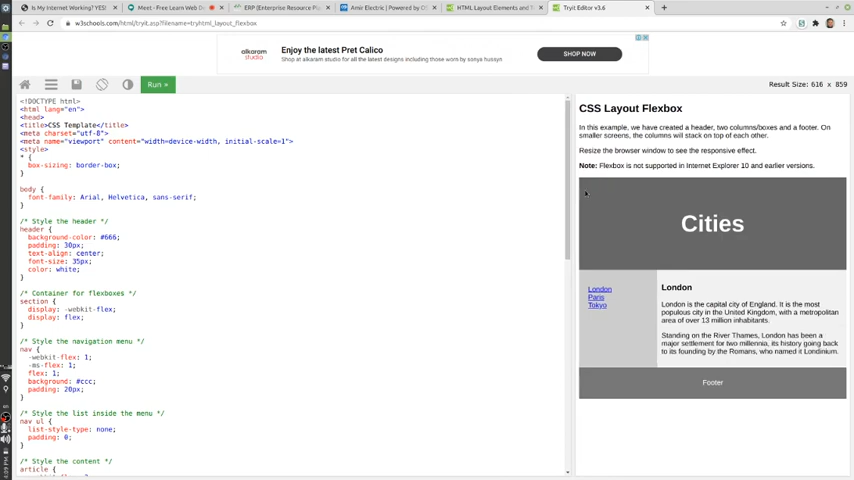 Is My WordPress YES!
Meet - Free Learn Web D
ERP (Enterprise Resource Pl
Amir Electric | Powered by O
HTML Layout Elements and T
Tryit Editor v3.6
w3schools.com/html/tryit.asp?filename=tryhtml_layout_flexbox
alkaram studio
Enjoy the latest Pret Calico
Shop at alkaram studio for all the latest designs including those worn by sonya hussyn.
SHOP NOW
Run »
Result Size: 616 x 859
<!DOCTYPE html>
<html lang="en">
<head>
<title>CSS Template</title>
<meta charset="utf-8">
<meta name="viewport" content="width=device-width, initial-scale=1">
<style>
* {
box-sizing: border-box;
}
body {
font-family: Arial, Helvetica, sans-serif;
}
/* Style the header */
header {
background-color: #666;
padding: 30px;
text-align: center;
font-size: 35px;
color: white;
}
/* Container for flexboxes */
section {
display: -webkit-flex;
display: flex;
}
/* Style the navigation menu */
nav {
-webkit-flex: 1;
-ms-flex: 1;
flex: 1;
background: #ccc;
padding: 20px;
}
/* Style the list inside the menu */
nav ul {
list-style-type: none;
padding: 0;
}
/* Style the content */
article {
CSS Layout Flexbox
In this example, we have created a header, two columns/boxes and a footer. On
smaller screens, the columns will stack on top of each other.
Resize the browser window to see the responsive effect.
Note: Flexbox is not supported in Internet Explorer 10 and earlier versions.
Cities
London
Paris
Tokyo
London
London is the capital city of England. It is the most
populous city in the United Kingdom, with a metropolitan
area of over 13 million inhabitants.
Standing on the River Thames, London has been a
major settlement for two millennia, its history going back
to its founding by the Romans, who named it Londinium.
Footer
4:09 PM